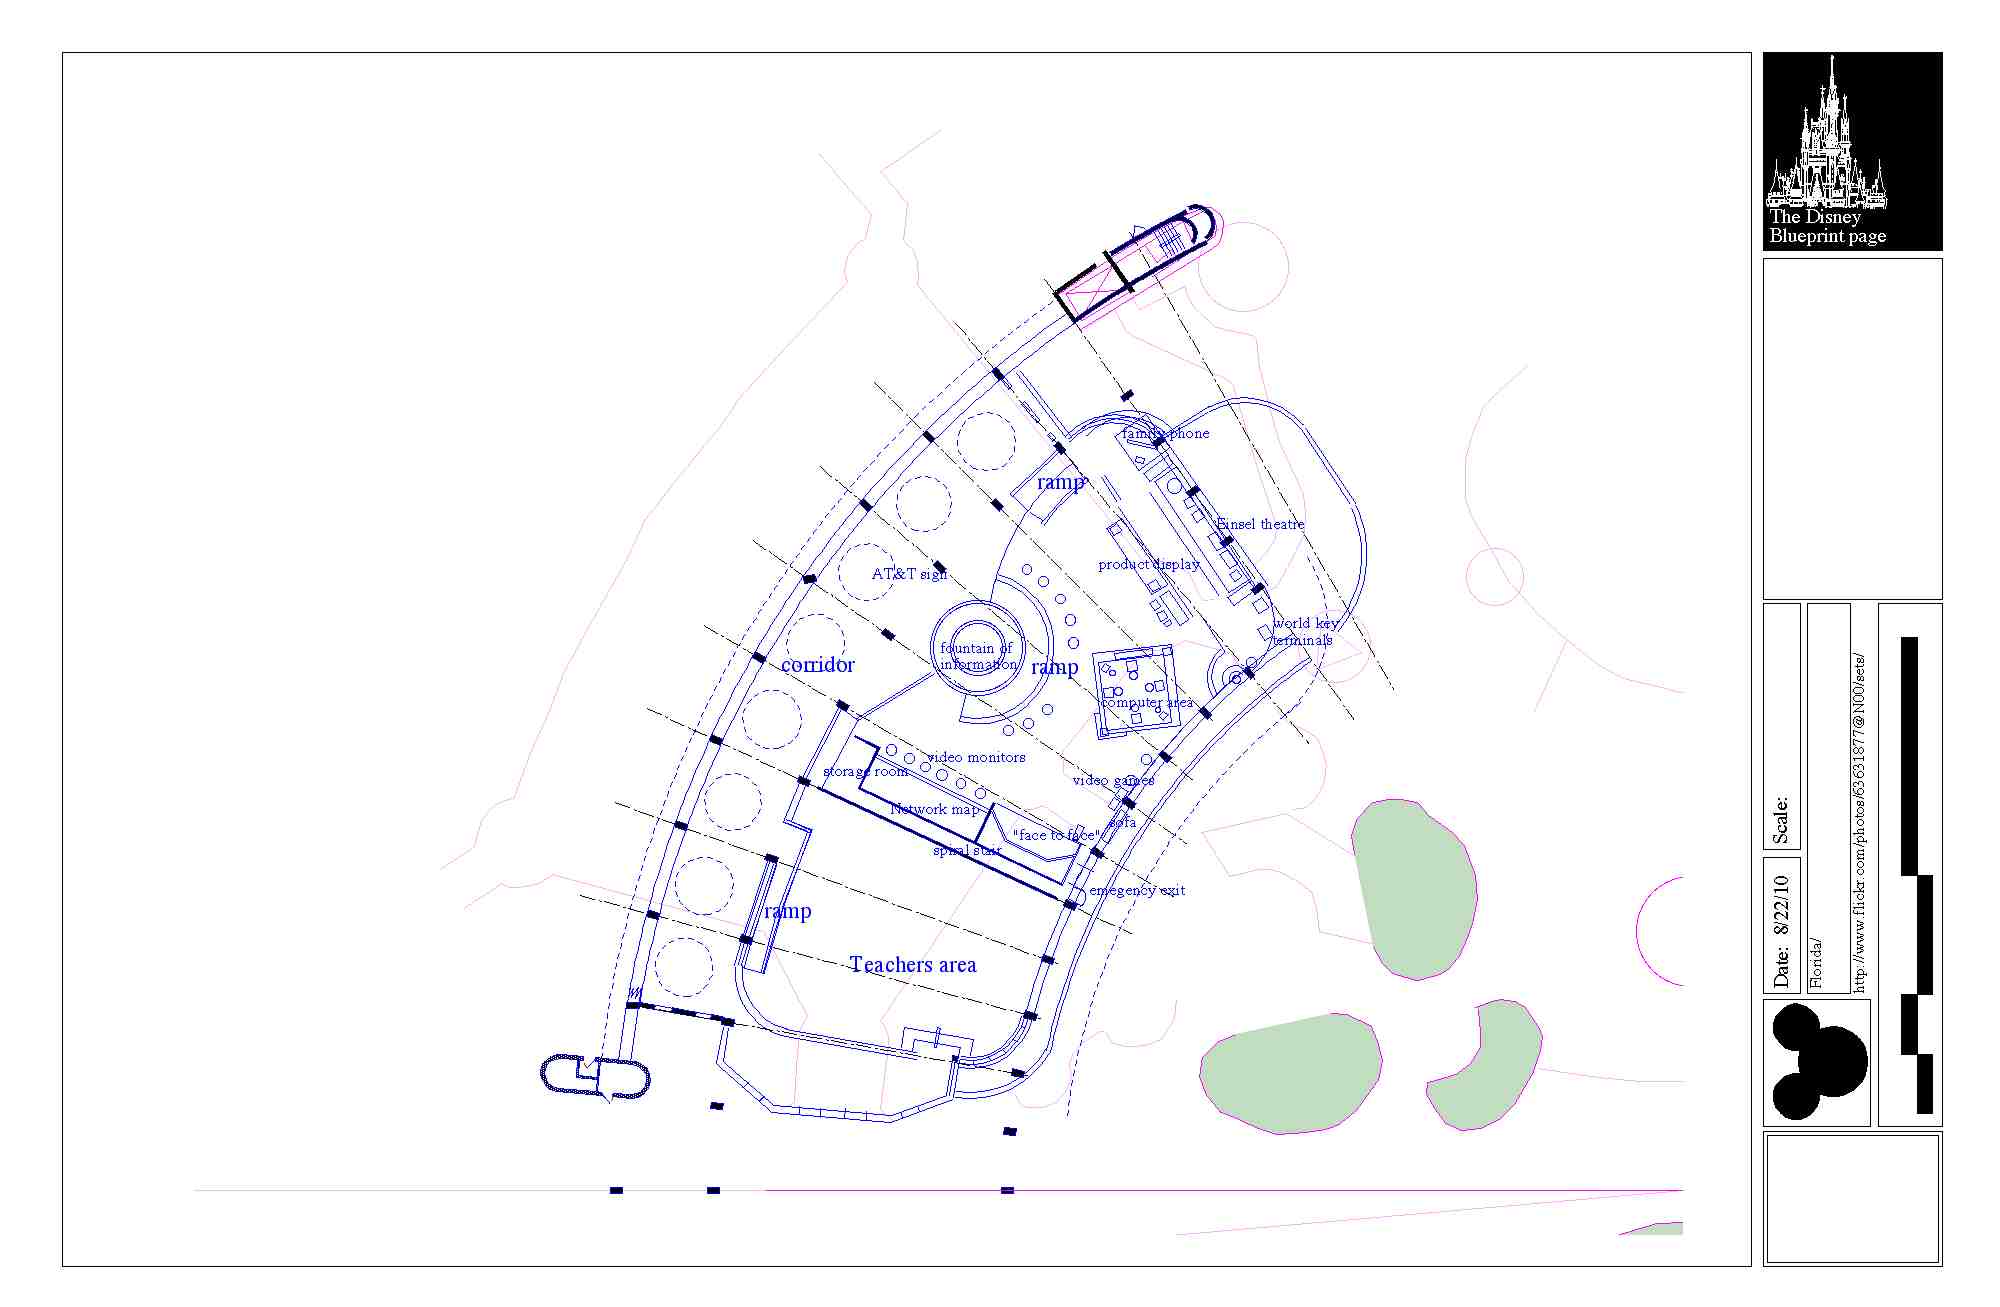 The Disney
Blueprint page
family phone
ramp
Einsel theatre
product display
AT&T sign
world key
terminals
fountain of
information
corridor
ramp
computer area
video monitors
storage room
video games
Network map
sofa
"face to face"
spiral stair
emegency exit
ramp
Teachers area
Scale:
Date: 8/22/10
Florida/
http://www.flickr.com/photos/63631877@N00/sets/